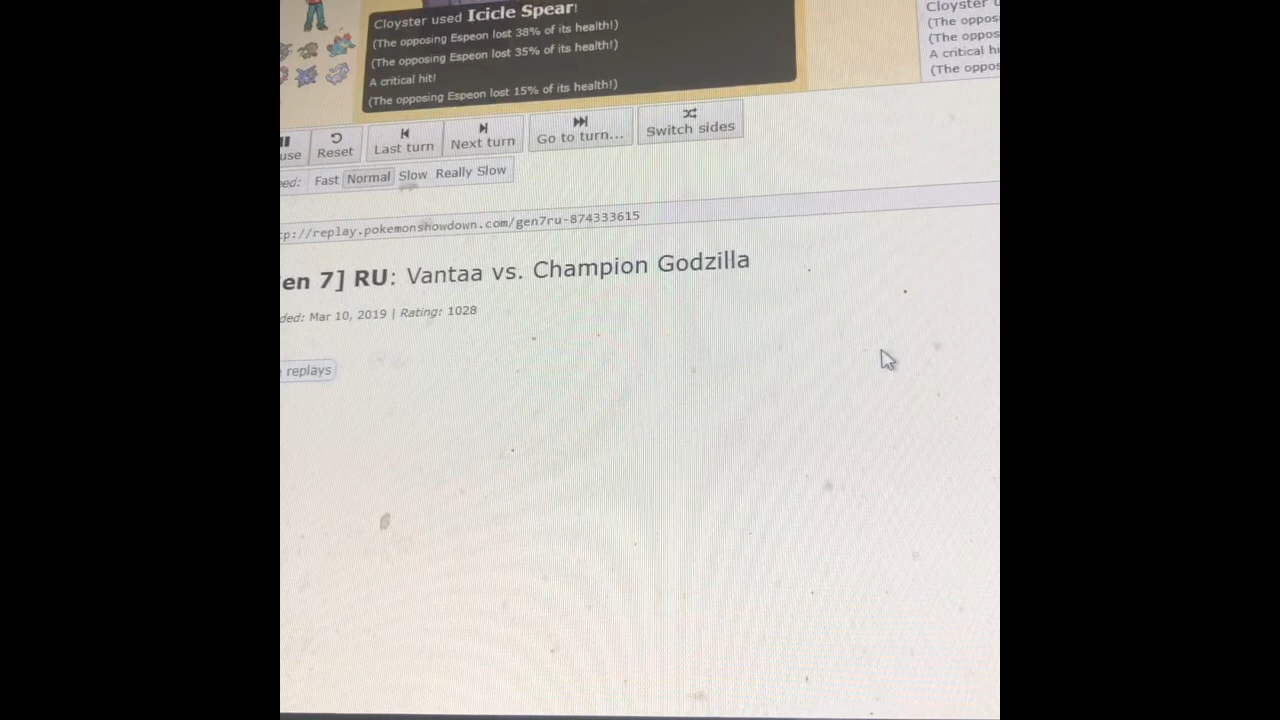 Cloyster used Icicle Spear!
(The opposing Espeon lost 38% of its health!)
(The opposing Espeon lost 35% of its health!)
A critical hit!
(The opposing Espeon lost 15% of its health!)
Cloyster
(The oppos
(The oppos
A critical hi
(The oppos
use Reset Last turn Next turn Go to turn... Switch sides
eed: Fast Normal Slow Really Slow
tp://replay.pokemonshowdown.com/gen7ru-874333615
en 7] RU: Vantaa vs. Champion Godzilla
ded: Mar 10, 2019 | Rating: 1028
replays